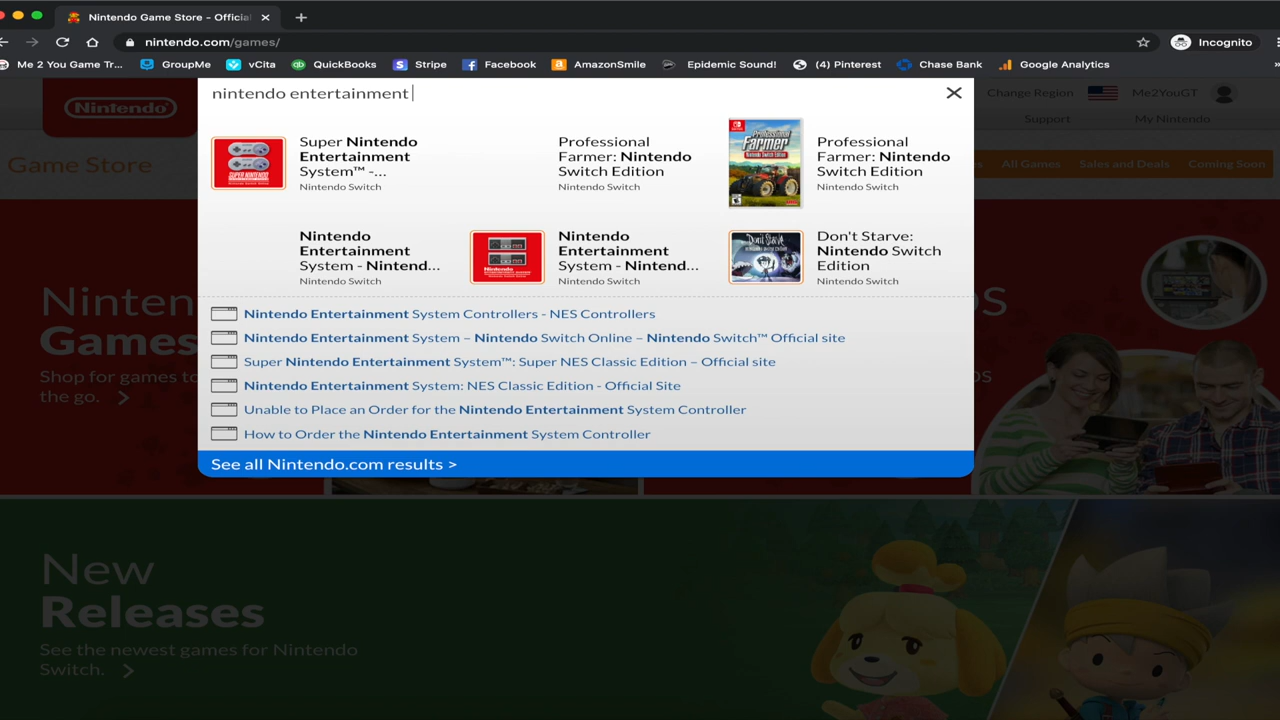 Nintendo Game Store - Officia
nintendo.com/games/
Incognito
Me 2 You Game Tr...
GroupMe
vCita
QuickBooks
Stripe
Facebook
AmazonSmile
Epidemic Sound!
(4) Pinterest
Chase Bank
Google Analytics
»
nintendo entertainment
Nintendo
Change Region
Me2YouGT
Support
My Nintendo
Game Store
All Games
Sales and Deals
Coming Soon
Super Nintendo
Entertainment
System™ -...
Nintendo Switch
Professional
Farmer: Nintendo
Switch Edition
Nintendo Switch
Professional
Farmer: Nintendo
Switch Edition
Nintendo Switch
Nintendo
Entertainment
System - Nintend...
Nintendo Switch
Nintendo
Entertainment
System - Nintend...
Nintendo Switch
Don't Starve:
Nintendo Switch
Edition
Nintendo Switch
Nintendo Entertainment System Controllers - NES Controllers
Nintendo Entertainment System – Nintendo Switch Online – Nintendo Switch™ Official site
Super Nintendo Entertainment System™: Super NES Classic Edition – Official site
Nintendo Entertainment System: NES Classic Edition - Official Site
Unable to Place an Order for the Nintendo Entertainment System Controller
How to Order the Nintendo Entertainment System Controller
See all Nintendo.com results >
Ninten
Games
Shop for games to
the go.
New
Releases
See the newest games for Nintendo
Switch.